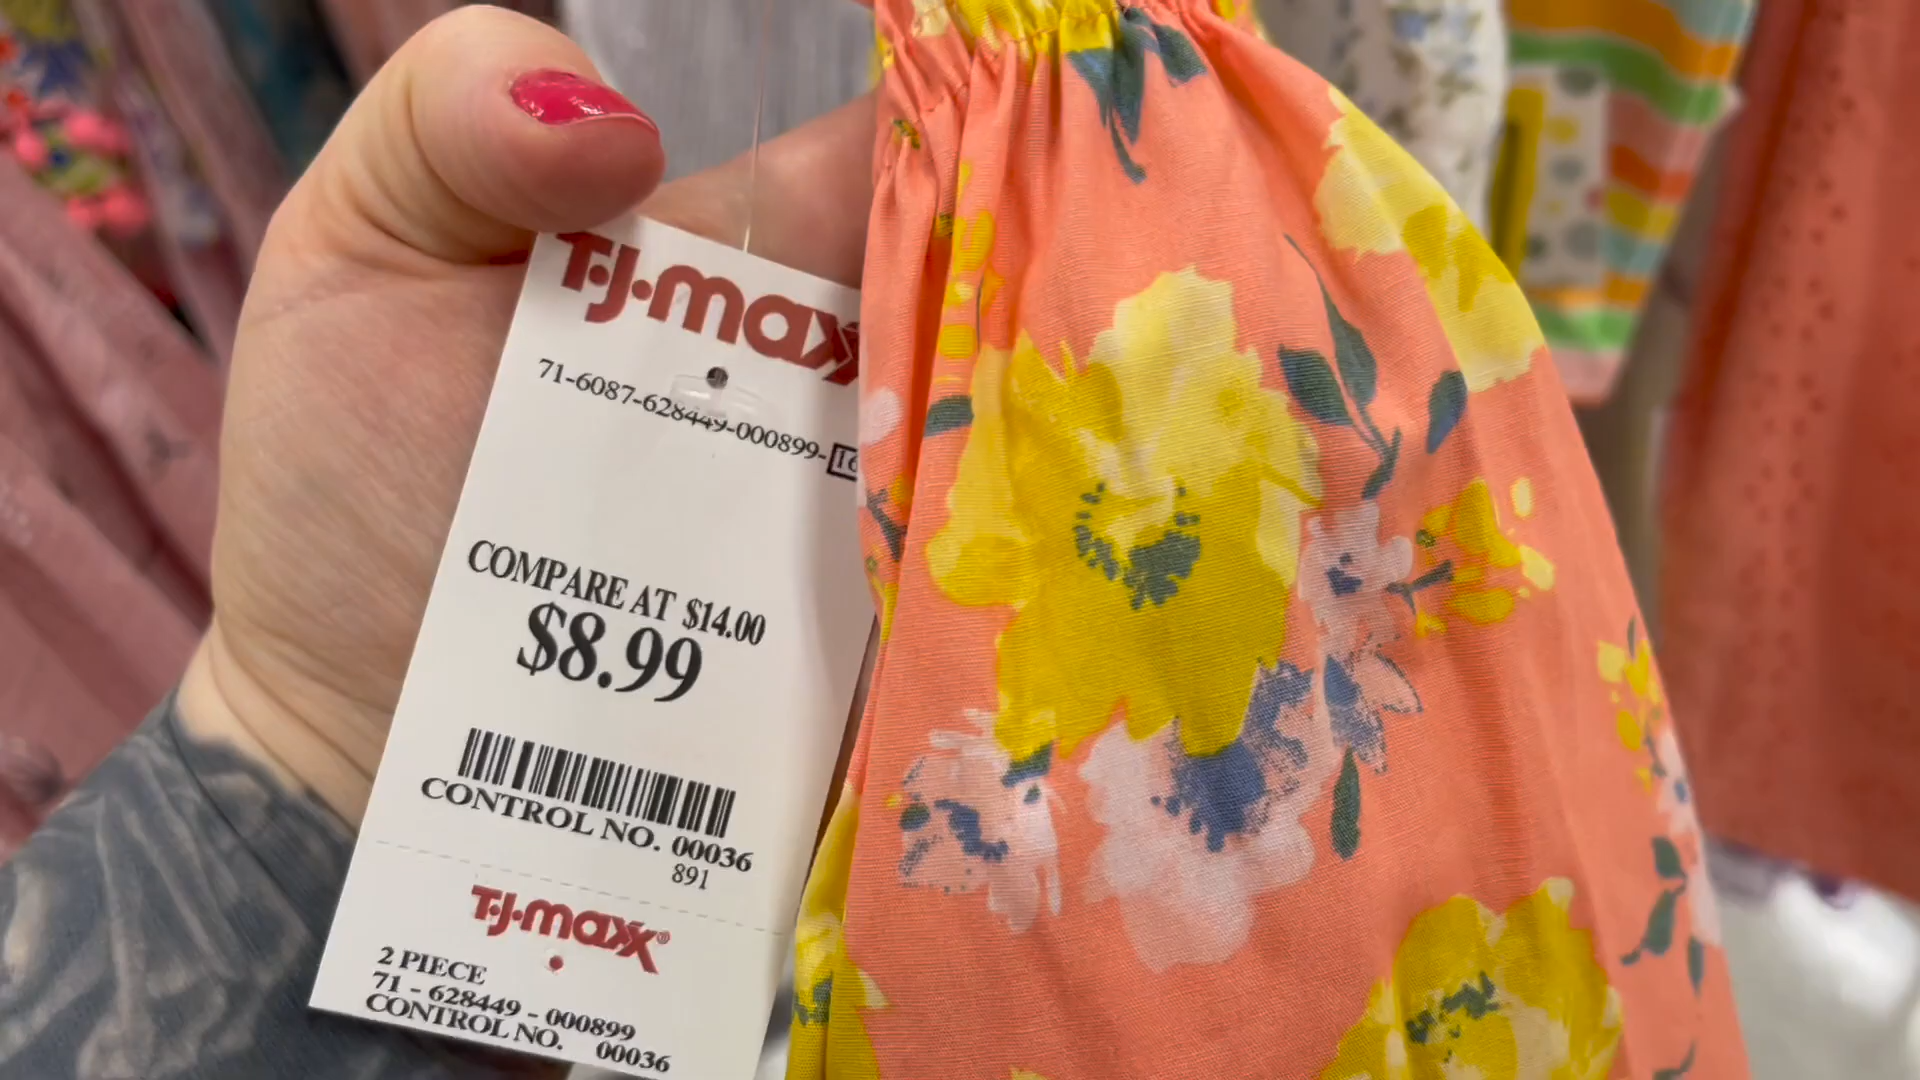 T.J.maxx
71-6087-628449-000899-16
COMPARE AT $14.00
$8.99
CONTROL NO. 00036
891
T.J.maxx®
2 PIECE
71 - 628449 - 000899
CONTROL NO. 00036